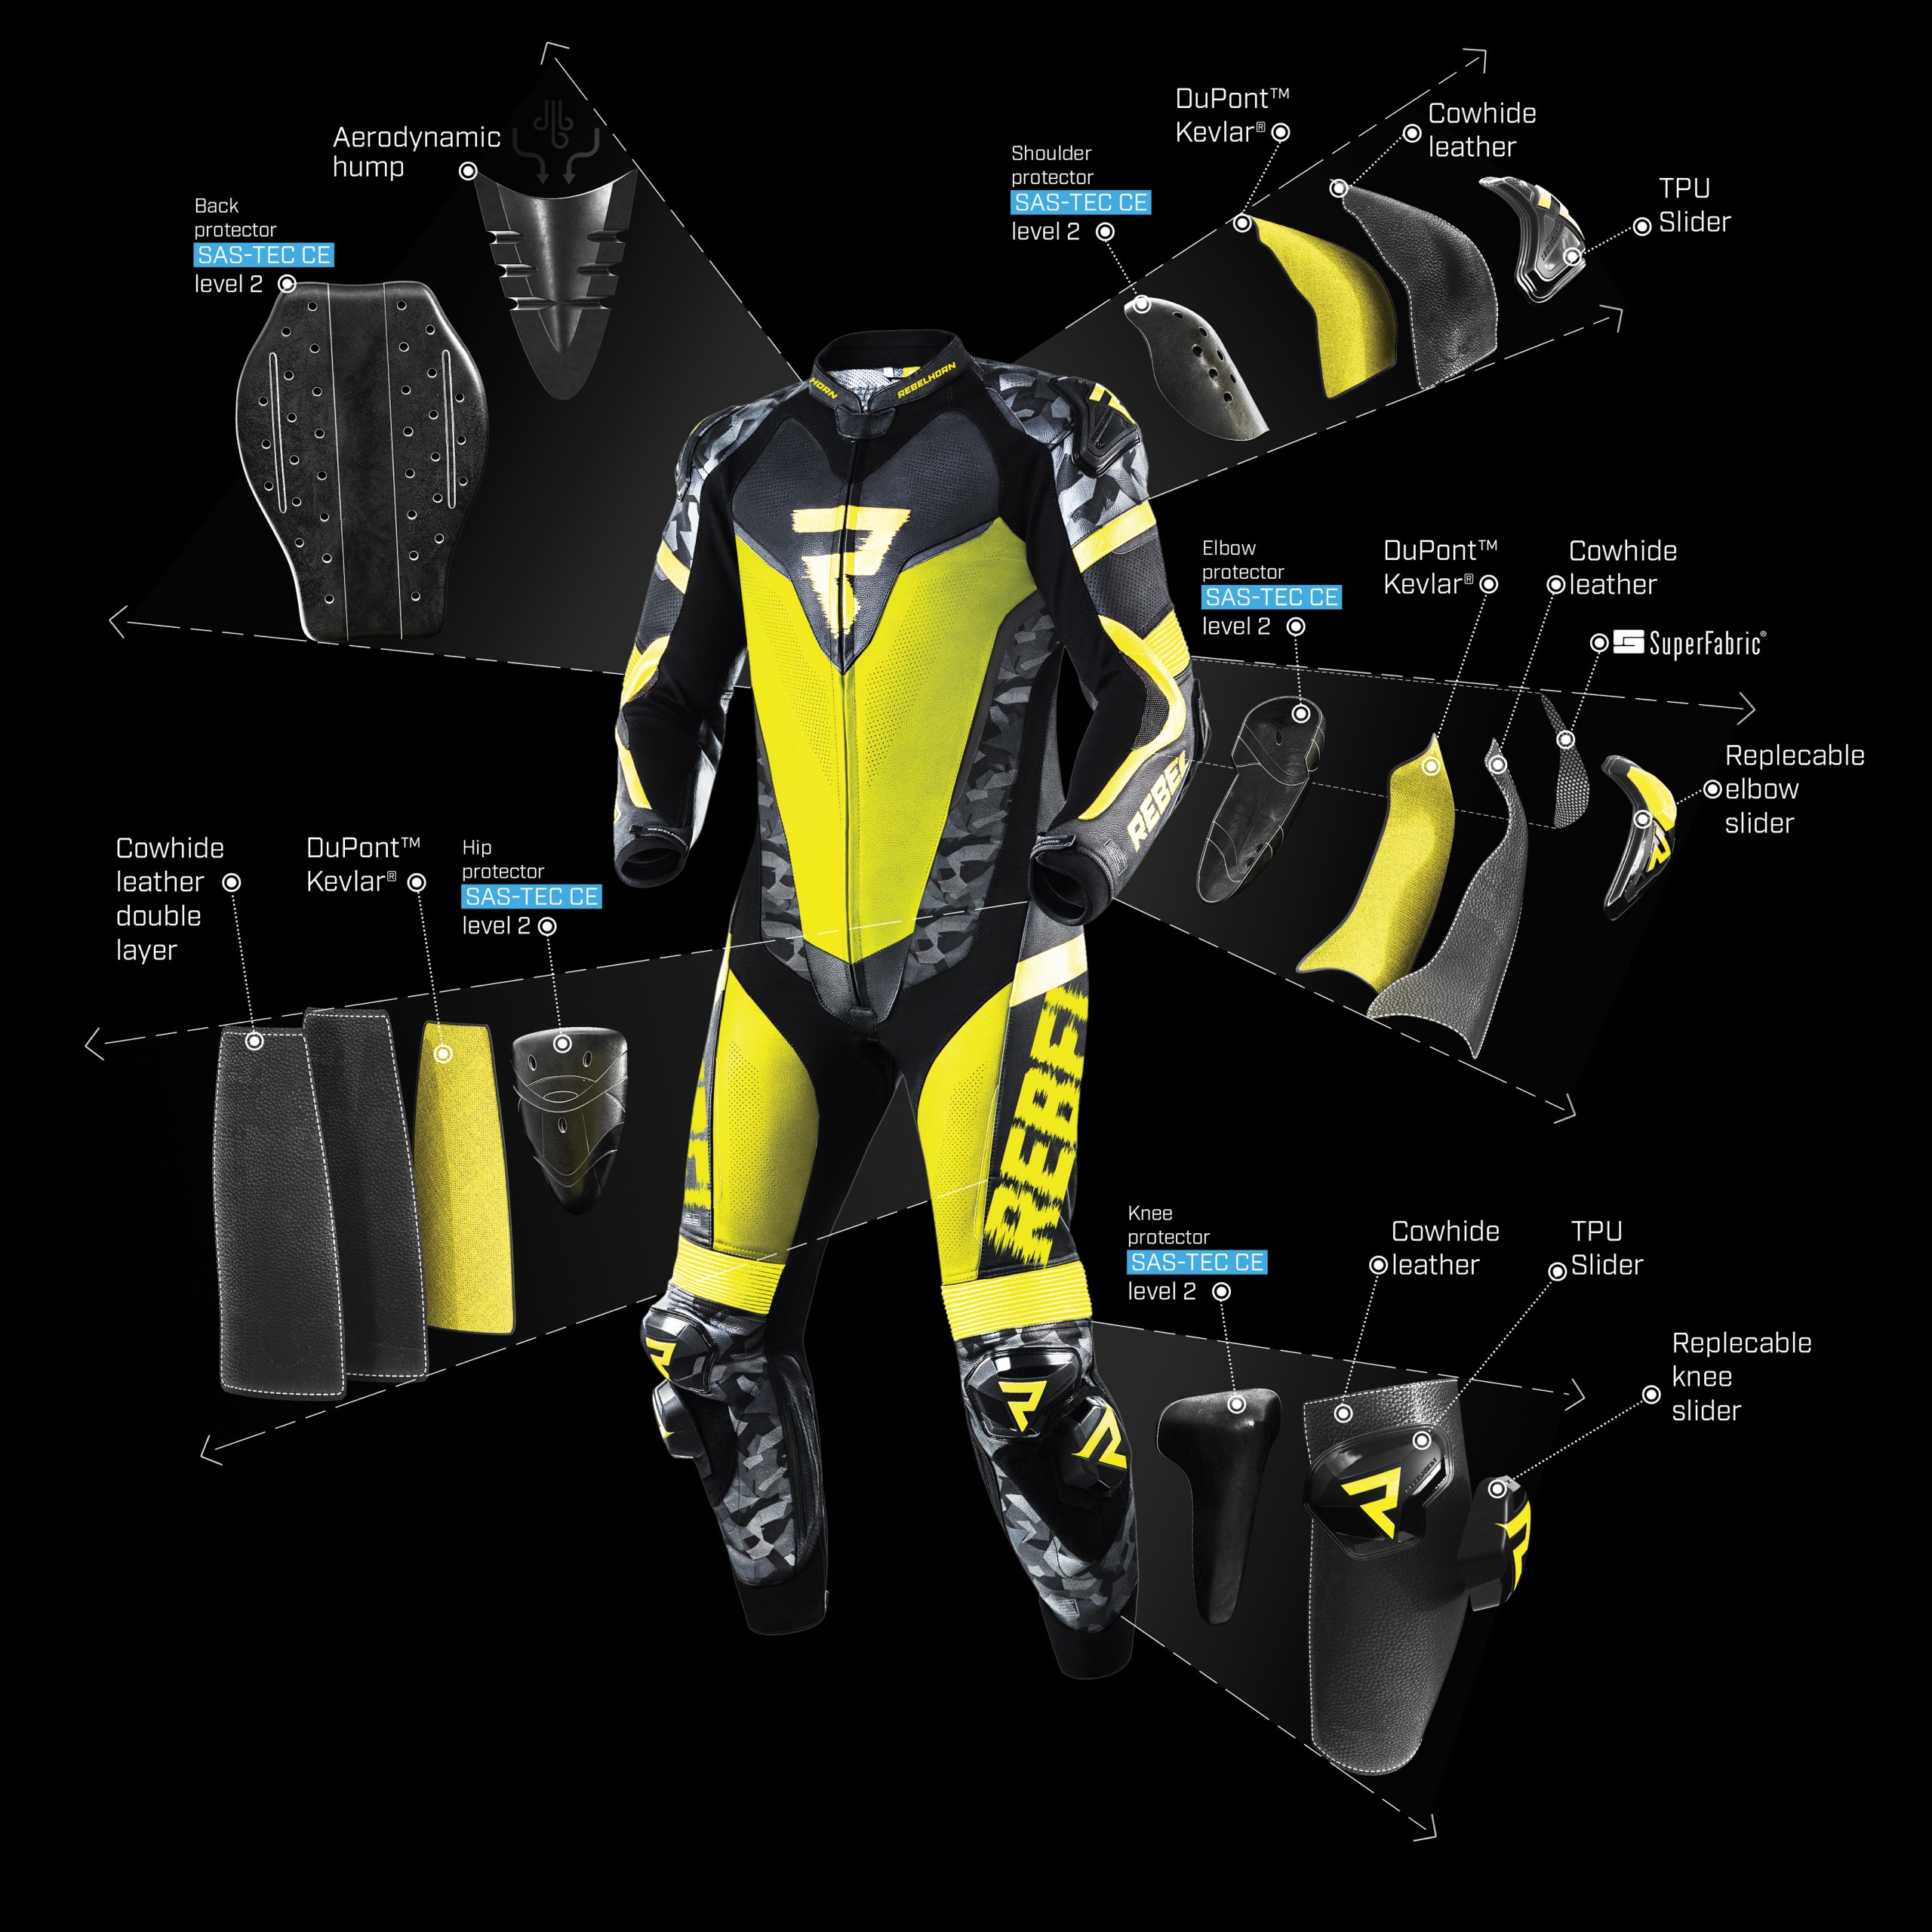 Aerodynamic
hump
Back
protector
SAS-TEC CE
level 2
DuPont™
Kevlar®
Cowhide
leather
Shoulder
protector
SAS-TEC CE
level 2
TPU
Slider
HORN
REBELHORN
Elbow
protector
SAS-TEC CE
level 2
DuPont™
Kevlar®
Cowhide
leather
SuperFabric®
Replecable
elbow
slider
REBEL
REBELHORN
Cowhide
leather
double
layer
DuPont™
Kevlar®
Hip
protector
SAS-TEC CE
level 2
REBEL
Knee
protector
SAS-TEC CE
level 2
Cowhide
leather
TPU
Slider
Replecable
knee
slider